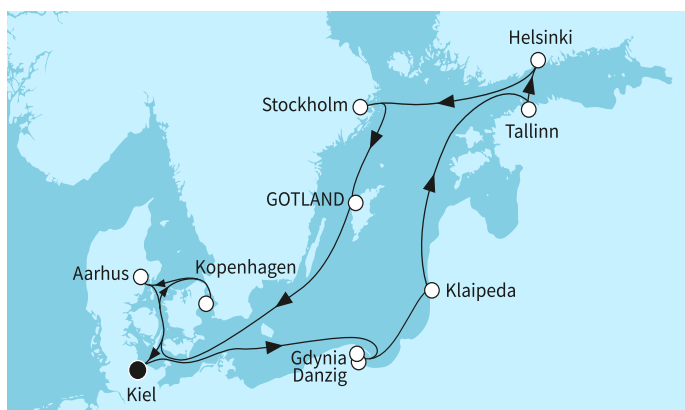 Helsinki
Stockholm
Tallinn
GOTLAND
Kopenhagen
Aarhus
Klaipeda
Gdynia
Danzig
Kiel